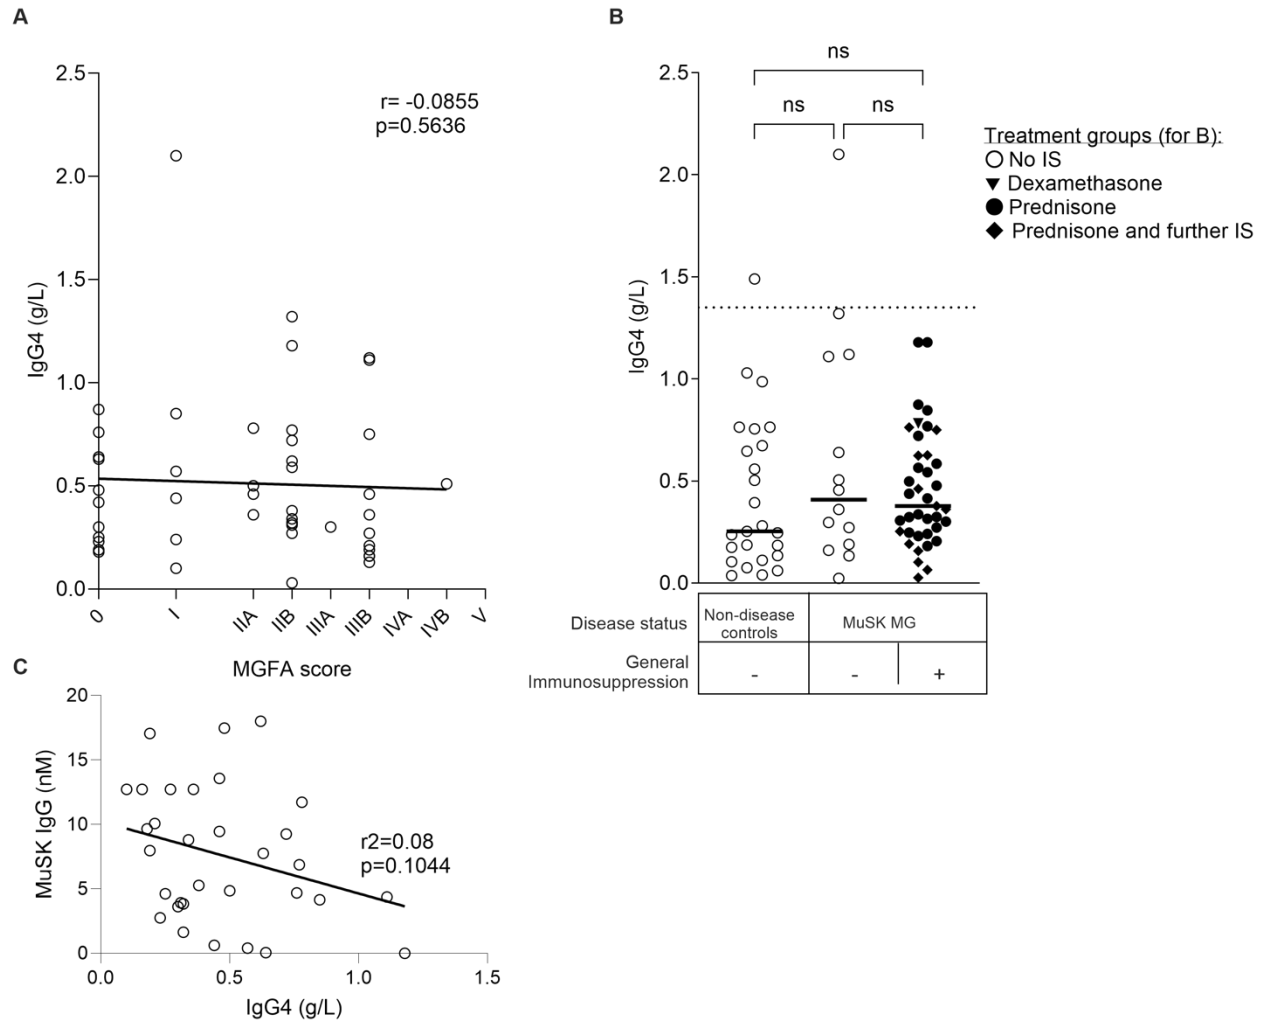 A
2.5
2.0
1.5
1.0
0.5
0.0
IgG4 (g/L)
r= -0.0855
p=0.5636
0
I
IIA
IIB
IIIA
IIIB
IVA
IVB
V
MGFA score
B
ns
ns
ns
2.5
2.0
1.5
1.0
0.5
0.0
IgG4 (g/L)
Treatment groups (for B):
No IS
Dexamethasone
Prednisone
Prednisone and further IS
Disease status
Non-disease
controls
MuSK MG
General
Immunosuppression
-
-
+
C
20
15
10
5
0
MuSK IgG (nM)
r2=0.08
p=0.1044
0.0
0.5
1.0
1.5
IgG4 (g/L)